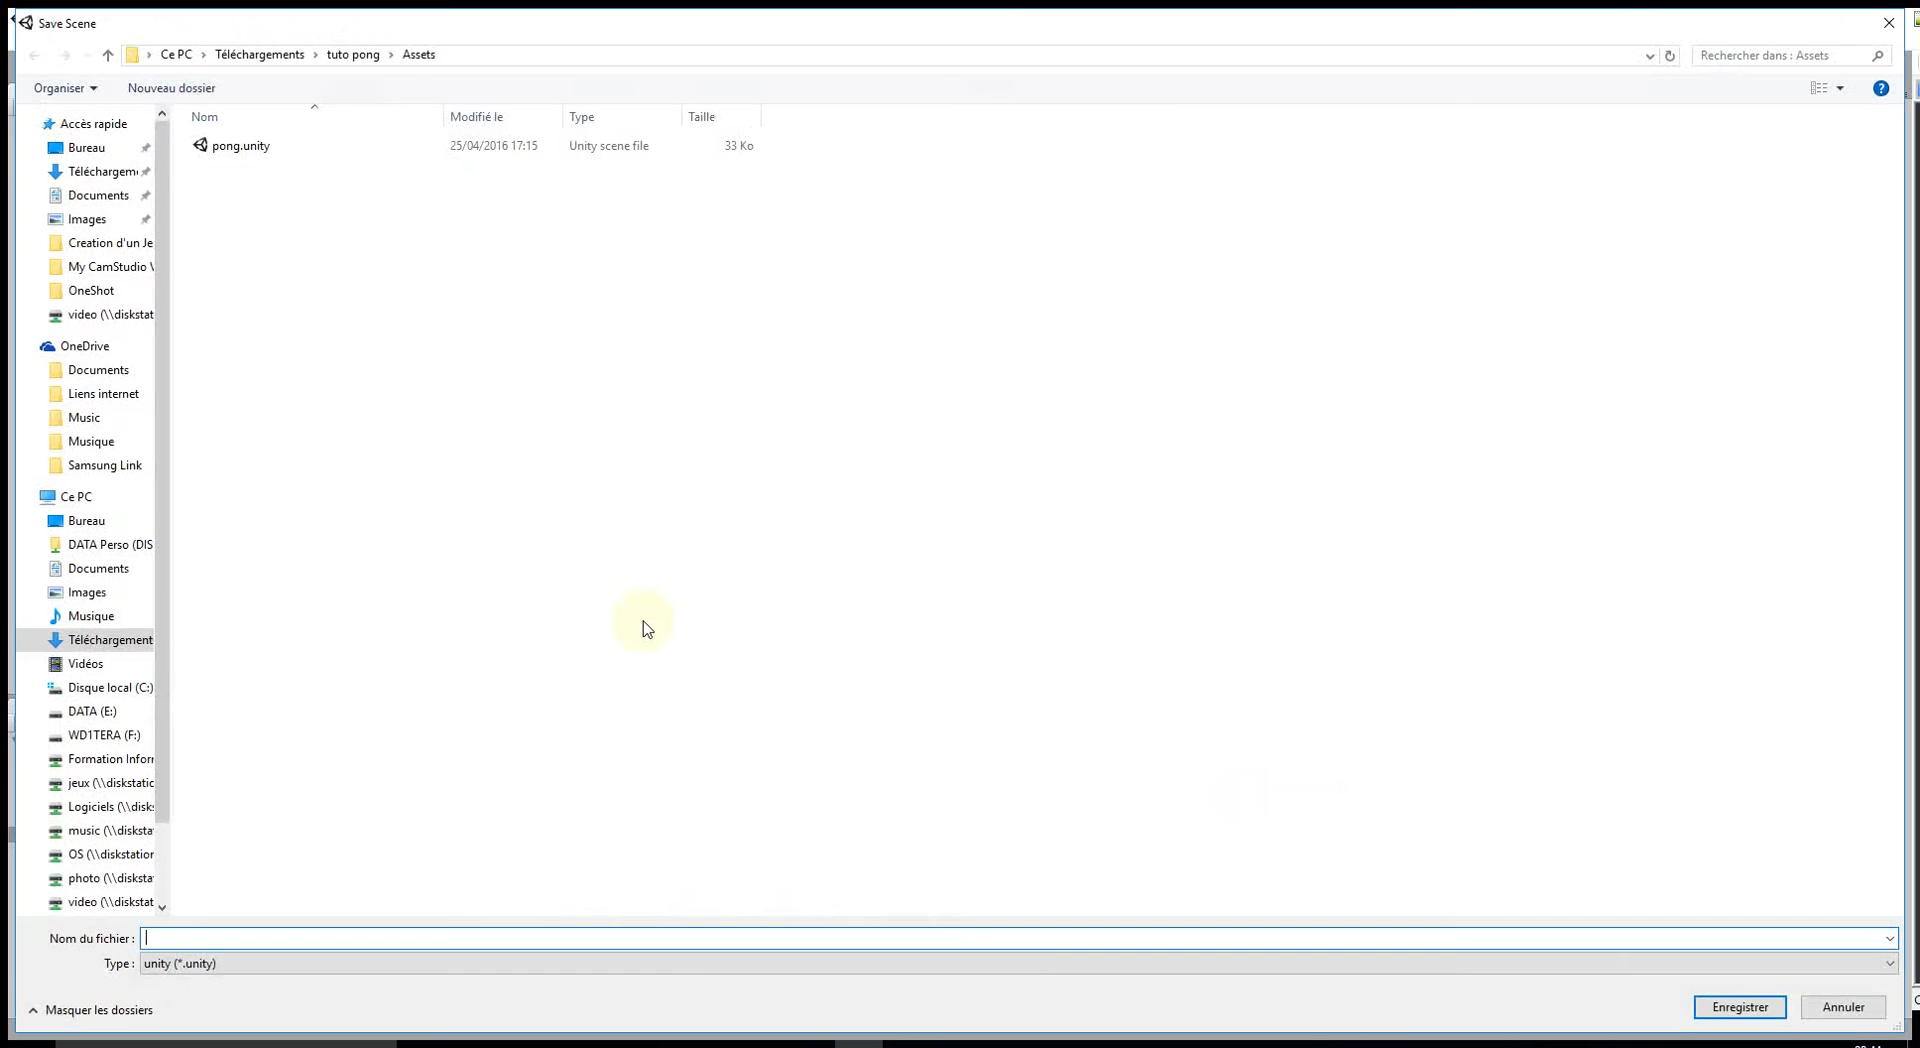 Save Scene
Ce PC > Téléchargements > tuto pong > Assets
Rechercher dans : Assets
Organiser
Nouveau dossier
Nom
Modifié le
Type
Taille
pong.unity
25/04/2016 17:15
Unity scene file
33 Ko
Accès rapide
Bureau
Téléchargem
Documents
Images
Creation d'un Je
My CamStudio V
OneShot
video (\\diskstat
OneDrive
Documents
Liens internet
Music
Musique
Samsung Link
Ce PC
Bureau
DATA Perso (DIS
Documents
Images
Musique
Téléchargement
Vidéos
Disque local (C:)
DATA (E:)
WD1TERA (F:)
Formation Infor
jeux (\\diskstatic
Logiciels (\\disks
music (\\diskstat
OS (\\diskstation
photo (\\diskstat
video (\\diskstat
Nom du fichier :
Type : unity (*.unity)
Masquer les dossiers
Enregistrer
Annuler